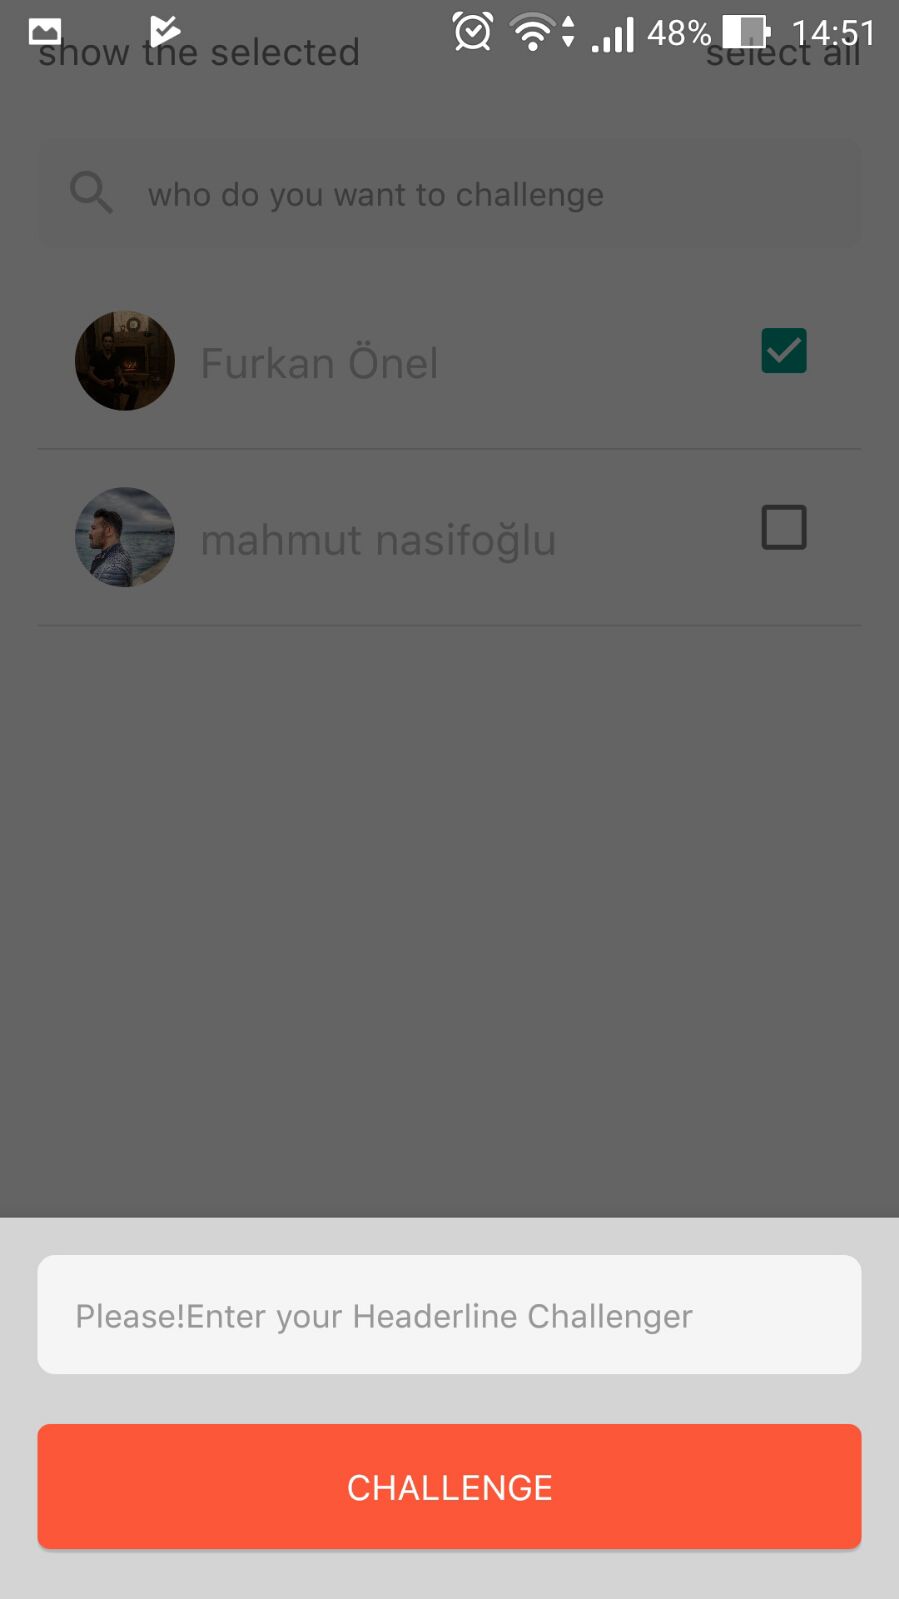 48% 14:51
show the selected select all
who do you want to challenge
Furkan Önel
mahmut nasifoğlu
Please!Enter your Headerline Challenger
CHALLENGE